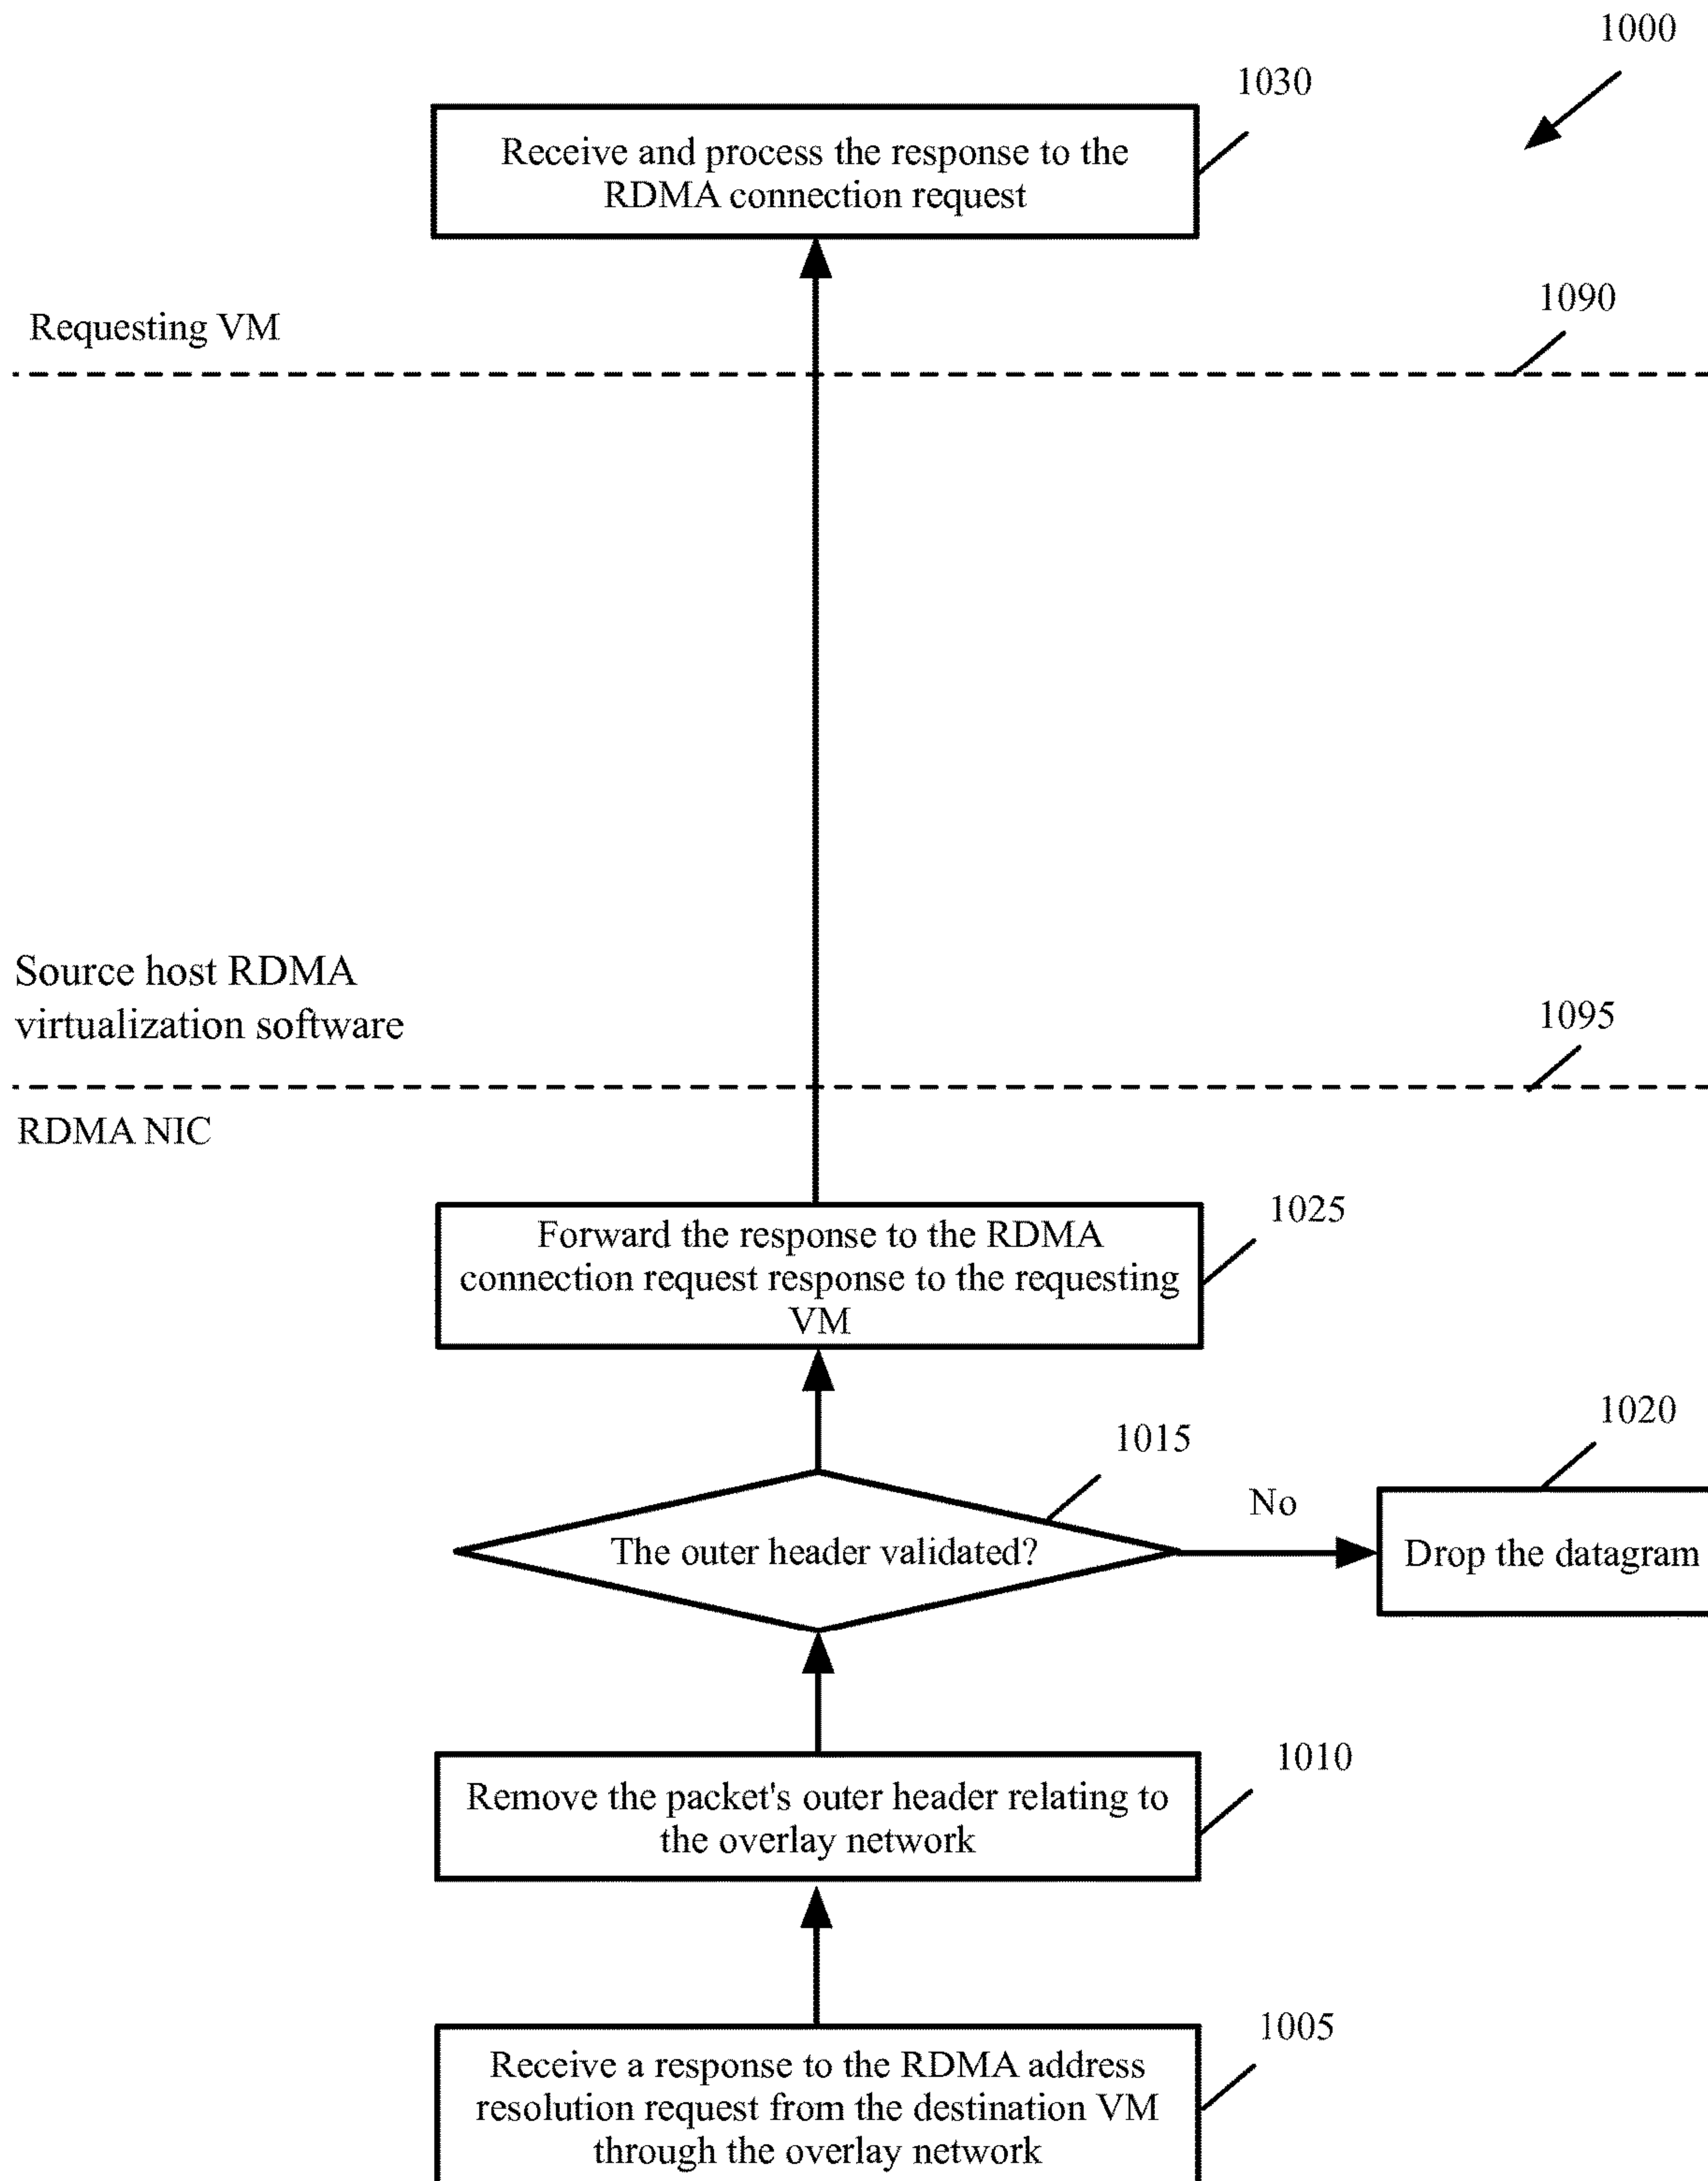 1000
1030
Receive and process the response to the
RDMA connection request
1090
Requesting VM
Source host RDMA
virtualization software
1095
RDMA NIC
1025
Forward the response to the RDMA
connection request response to the requesting
VM
1020
1015
No
The outer header validated?
Drop the datagram
1010
Remove the packet's outer header relating to
the overlay network
1005
Receive a response to the RDMA address
resolution request from the destination VM
through the overlay network